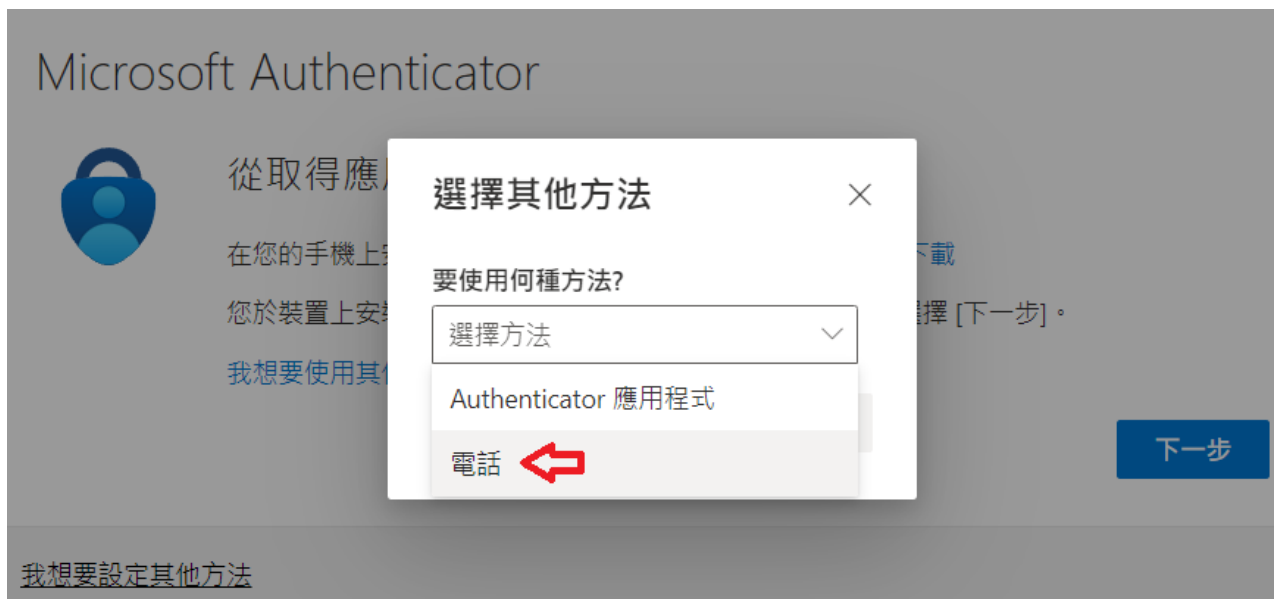 Microsoft Authenticator
選擇其他方法
從取得應
在您的手機上
下載
要使用何種方法?
您於裝置上安
選擇 [下一步]。
選擇方法
我想要使用其
Authenticator 應用程式
電話
下一步
我想要設定其他方法